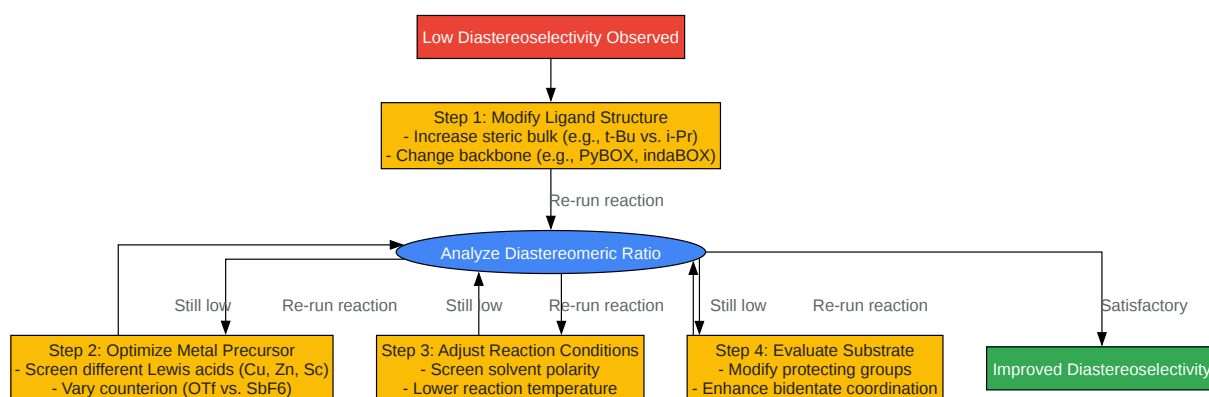 Low Diastereoselectivity Observed
Step 1: Modify Ligand Structure
- Increase steric bulk (e.g., t-Bu vs. i-Pr)
- Change backbone (e.g., PyBOX, indaBOX)
Re-run reaction
Analyze Diastereomeric Ratio
Still low
Re-run reaction
Still low
Re-run reaction
Still low
Re-run reaction
Satisfactory
Step 2: Optimize Metal Precursor
- Screen different Lewis acids (Cu, Zn, Sc)
- Vary counterion (OTf vs. SbF6)
Step 3: Adjust Reaction Conditions
- Screen solvent polarity
- Lower reaction temperature
Step 4: Evaluate Substrate
- Modify protecting groups
- Enhance bidentate coordination
Improved Diastereoselectivity